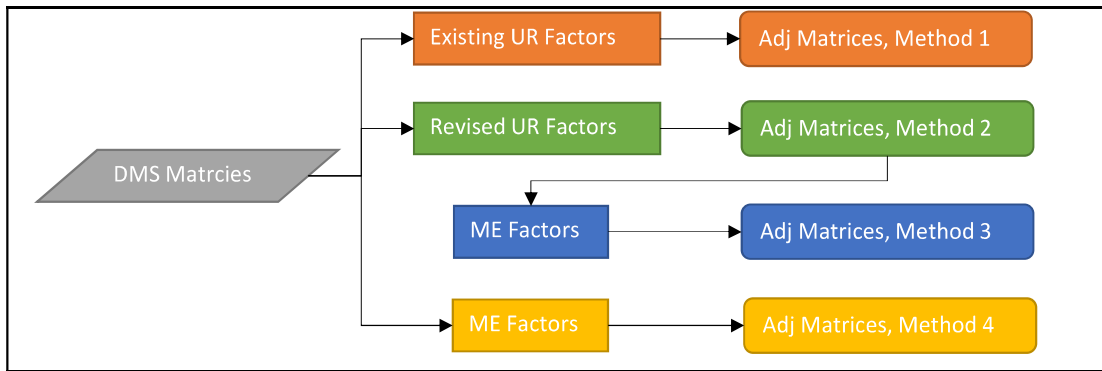 Existing UR Factors
Adj Matrices, Method 1
Revised UR Factors
Adj Matrices, Method 2
DMS Matrcies
ME Factors
Adj Matrices, Method 3
ME Factors
Adj Matrices, Method 4